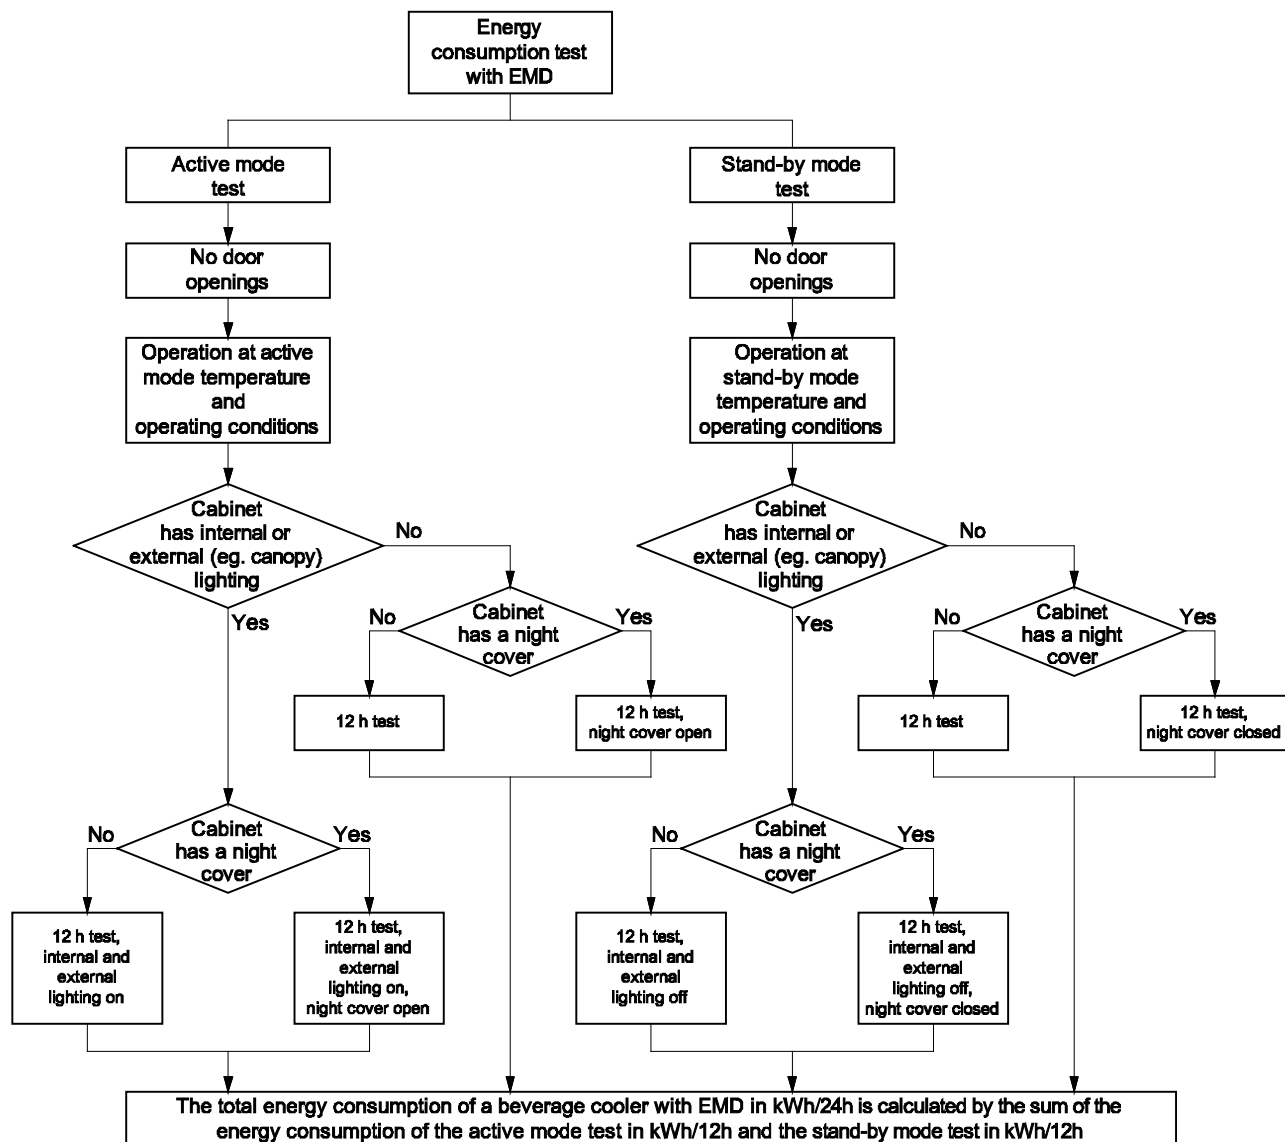 Energy
consumption test
with EMD
Active mode
test
Stand-by mode
test
No door
openings
No door
openings
Operation at active
mode temperature
and
operating conditions
Operation at
stand-by mode
temperature and
operating conditions
Cabinet
has internal or
external (eg. canopy)
lighting
No
Yes
Cabinet
has internal or
external (eg. canopy)
lighting
No
Yes
No
Cabinet
has a night
cover
Yes
No
Cabinet
has a night
cover
Yes
12 h test
12 h test,
night cover open
12 h test
12 h test,
night cover closed
No
Cabinet
has a night
cover
Yes
No
Cabinet
has a night
cover
Yes
12 h test,
internal and
external
lighting on
12 h test,
internal and
external
lighting on,
night cover open
12 h test,
internal and
external
lighting off
12 h test,
internal and
external
lighting off,
night cover closed
The total energy consumption of a beverage cooler with EMD in kWh/24h is calculated by the sum of the
energy consumption of the active mode test in kWh/12h and the stand-by mode test in kWh/12h